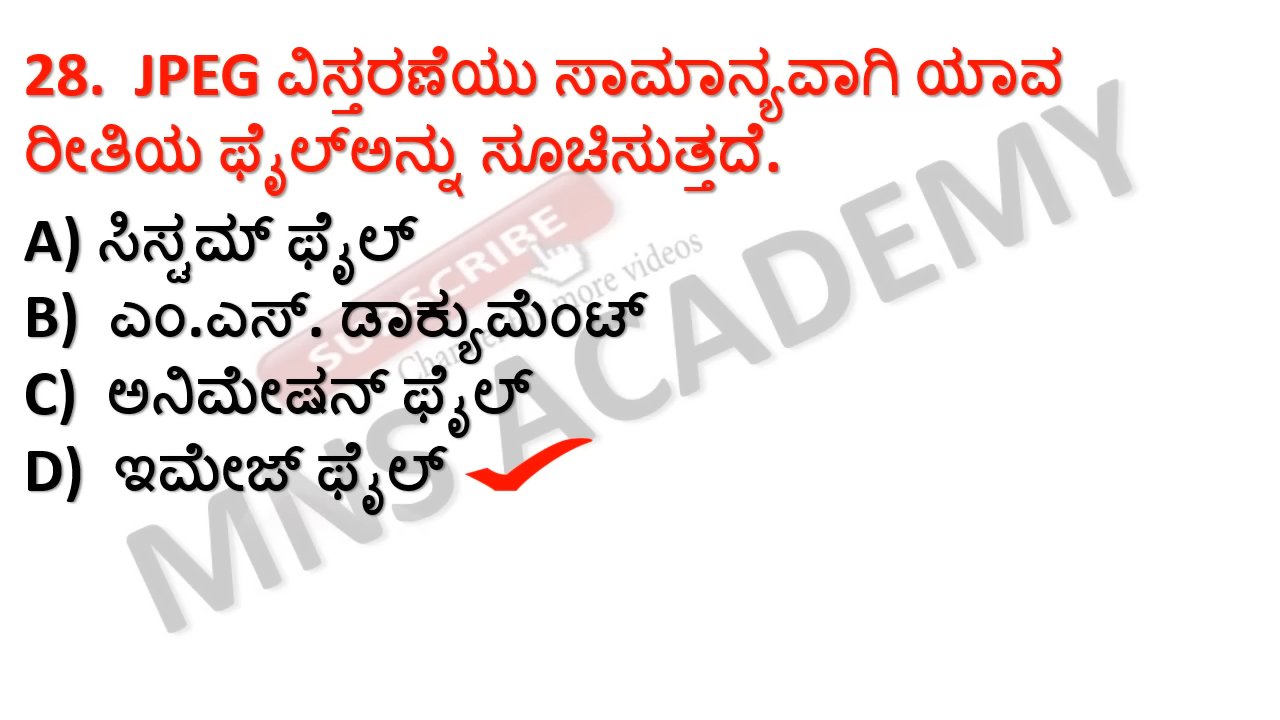 28. JPEG ವಿಸ್ತರಣೆಯು ಸಾಮಾನ್ಯವಾಗಿ ಯಾವ
ರೀತಿಯ ಫೈಲ್‌ಅನ್ನು ಸೂಚಿಸುತ್ತದೆ.
A) ಸಿಸ್ಟಮ್ ಫೈಲ್
B) ಎಂ.ಎಸ್. ಡಾಕ್ಯುಮೆಂಟ್
C) ಅನಿಮೇಷನ್ ಫೈಲ್
D) ಇಮೇಜ್ ಫೈಲ್
SUBSCRIBE
more videos
MNS ACADEMY